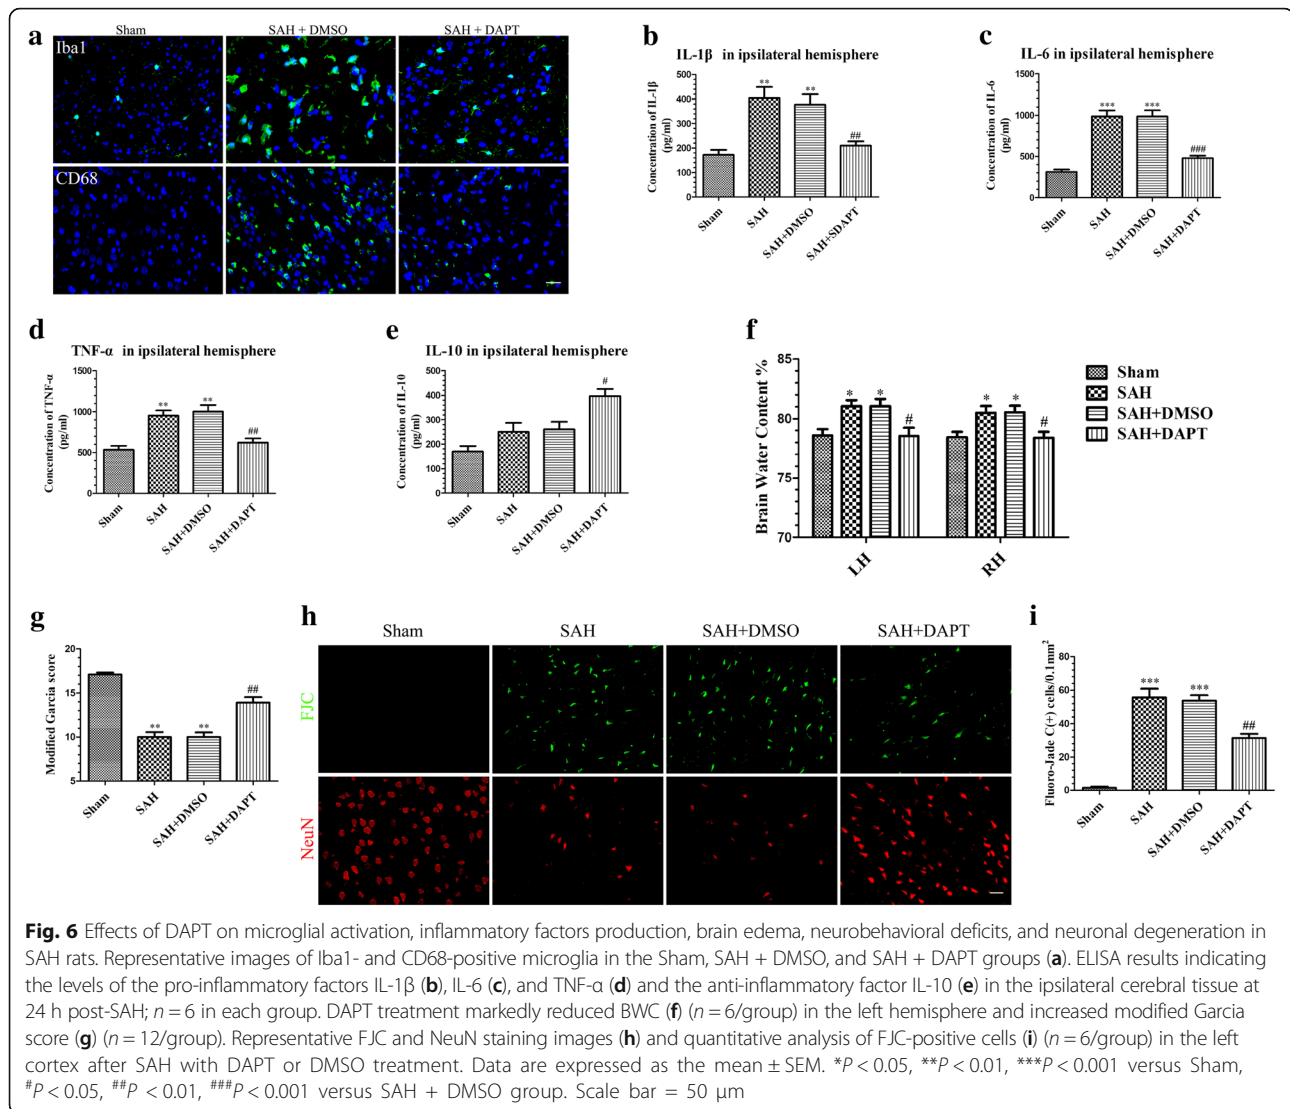 a
Sham
SAH + DMSO
SAH + DAPT
Iba1
CD68
b
IL-1β in ipsilateral hemisphere
Concentration of IL-1β
(pg/ml)
500
400
300
200
100
0
**
**
##
Sham
SAH
SAH+DMSO
SAH+SDAPT
c
IL-6 in ipsilateral hemisphere
Concentration of IL-6
(pg/ml)
1500
1000
500
0
***
***
###
Sham
SAH
SAH+DMSO
SAH+DAPT
d
TNF-α in ipsilateral hemisphere
Concentration of TNF-α
(pg/ml)
1500
1000
500
0
**
**
##
Sham
SAH
SAH+DMSO
SAH+DAPT
e
IL-10 in ipsilateral hemisphere
Concentration of IL-10
(pg/ml)
500
400
300
200
100
0
#
Sham
SAH
SAH+DMSO
SAH+DAPT
f
Brain Water Content %
85
80
75
70
*
*
#
*
*
#
LH
RH
Sham
SAH
SAH+DMSO
SAH+DAPT
g
Modified Garcia score
20
15
10
5
**
**
##
Sham
SAH
SAH+DMSO
SAH+DAPT
h
Sham
SAH
SAH+DMSO
SAH+DAPT
FJC
NeuN
i
Fluoro-Jade C(+) cells/0.1mm²
80
60
40
20
0
***
***
##
Sham
SAH
SAH+DMSO
SAH+DAPT
Fig. 6 Effects of DAPT on microglial activation, inflammatory factors production, brain edema, neurobehavioral deficits, and neuronal degeneration in
SAH rats. Representative images of Iba1- and CD68-positive microglia in the Sham, SAH + DMSO, and SAH + DAPT groups (a). ELISA results indicating
the levels of the pro-inflammatory factors IL-1β (b), IL-6 (c), and TNF-α (d) and the anti-inflammatory factor IL-10 (e) in the ipsilateral cerebral tissue at
24 h post-SAH; n = 6 in each group. DAPT treatment markedly reduced BWC (f) (n = 6/group) in the left hemisphere and increased modified Garcia
score (g) (n = 12/group). Representative FJC and NeuN staining images (h) and quantitative analysis of FJC-positive cells (i) (n = 6/group) in the left
cortex after SAH with DAPT or DMSO treatment. Data are expressed as the mean ± SEM. *P < 0.05, **P < 0.01, ***P < 0.001 versus Sham,
#P < 0.05, ##P < 0.01, ###P < 0.001 versus SAH + DMSO group. Scale bar = 50 μm